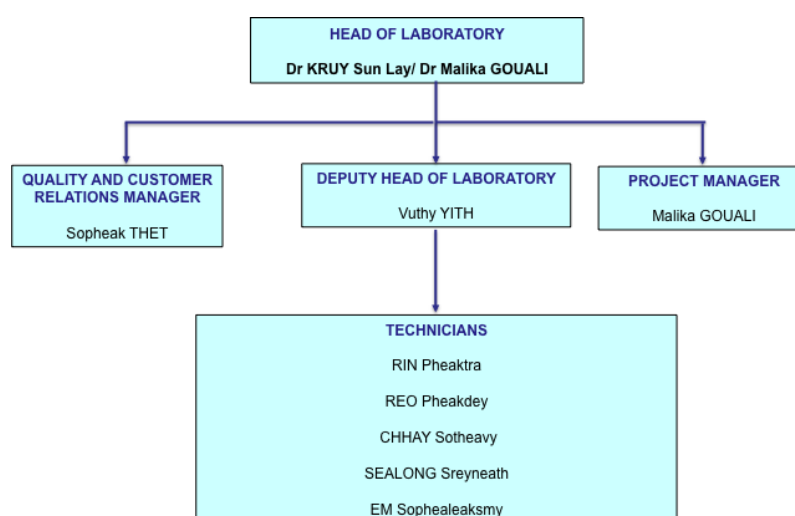 HEAD OF LABORATORY
Dr KRUY Sun Lay/ Dr Malika GOUALI
QUALITY AND CUSTOMER
RELATIONS MANAGER
Sopheak THET
DEPUTY HEAD OF LABORATORY
Vuthy YITH
PROJECT MANAGER
Malika GOUALI
TECHNICIANS
RIN Pheaktra
REO Pheakdey
CHHAY Sotheavy
SEALONG Sreyneath
EM Sophealeaksmy